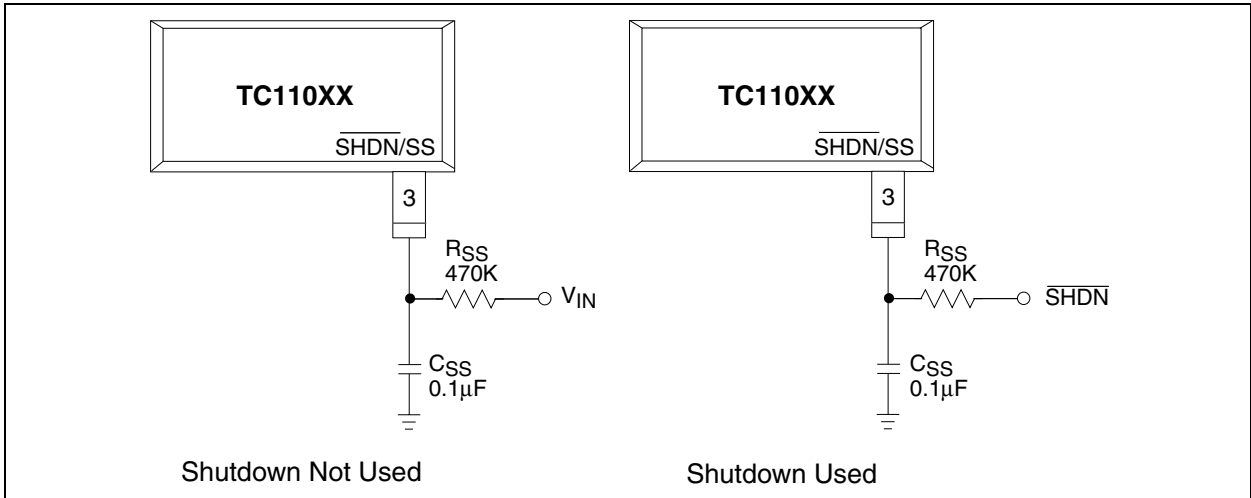 TC110XX
SHDN/SS
3
RSS
470K
VIN
CSS
0.1µF
Shutdown Not Used
TC110XX
SHDN/SS
3
RSS
470K
SHDN
CSS
0.1µF
Shutdown Used